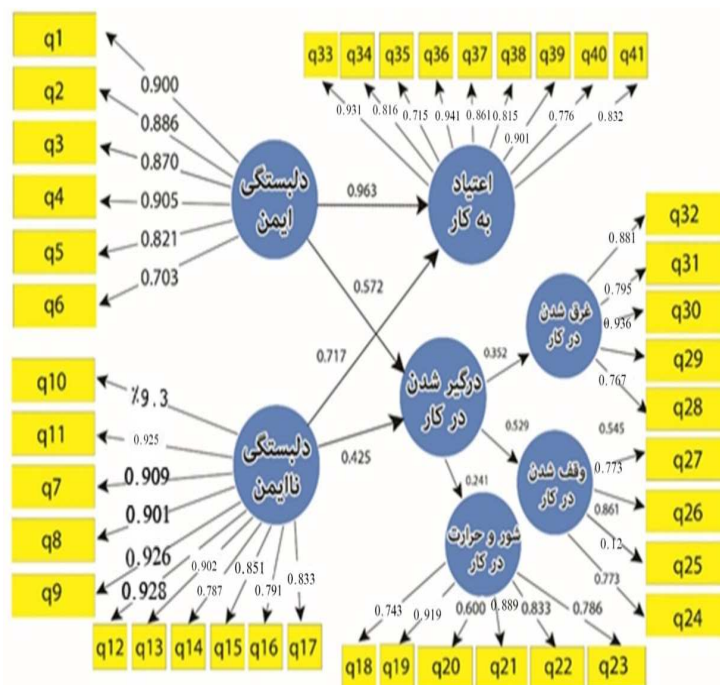 q1
q2
q3
q4
q5
q6
0.900
0.886
0.870
0.905
0.821
0.703
دلبستگی
ایمن
0.963
0.572
q33
q34
q35
q36
q37
q38
q39
q40
q41
0.931
0.816
0.715
0.941
0.861
0.815
0.901
0.776
0.832
اعتیاد
به کار
q10
q11
q7
q8
q9
٪9.3
0.925
0.909
0.901
0.926
0.928
0.902
0.787
0.851
0.791
0.833
q12
q13
q14
q15
q16
q17
دلبستگی
ناایمن
0.717
0.425
درگیر شدن
در کار
0.352
0.529
0.241
غرق شدن
در کار
0.881
0.795
0.936
0.767
q32
q31
q30
q29
q28
وقف شدن
در کار
0.545
0.773
0.861
0.12
0.773
q27
q26
q25
q24
شور و حرارت
در کار
0.743
0.919
0.600
0.889
0.833
0.786
q18
q19
q20
q21
q22
q23